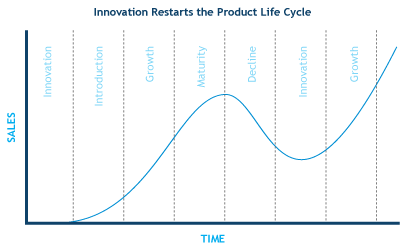 Innovation Restarts the Product Life Cycle
Innovation
Introduction
Growth
Maturity
Decline
Innovation
Growth
SALES
TIME